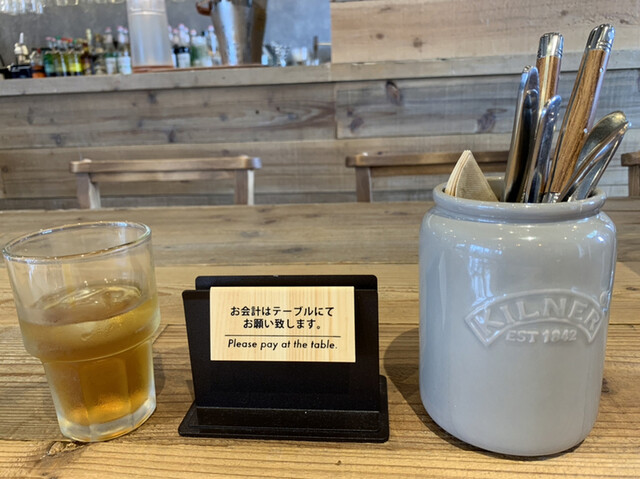 お会計はテーブルにて
お願い致します。
Please pay at the table.
KILNER
EST 1842